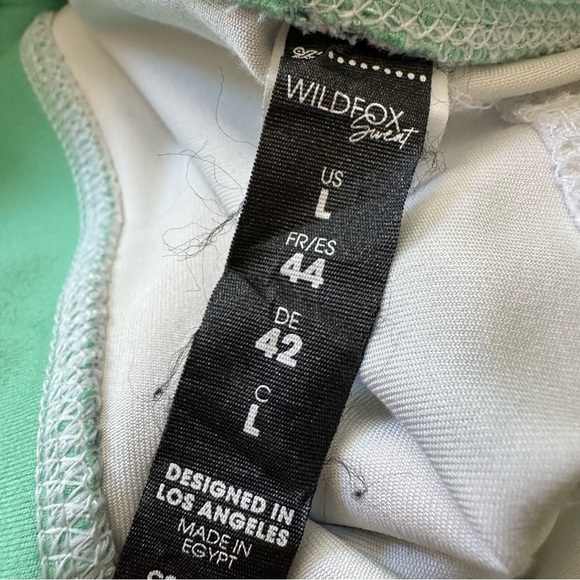 WILDFOX
Sweat
US
L
FR/ES
44
DE
42
C
L
DESIGNED IN
LOS ANGELES
MADE IN
EGYPT